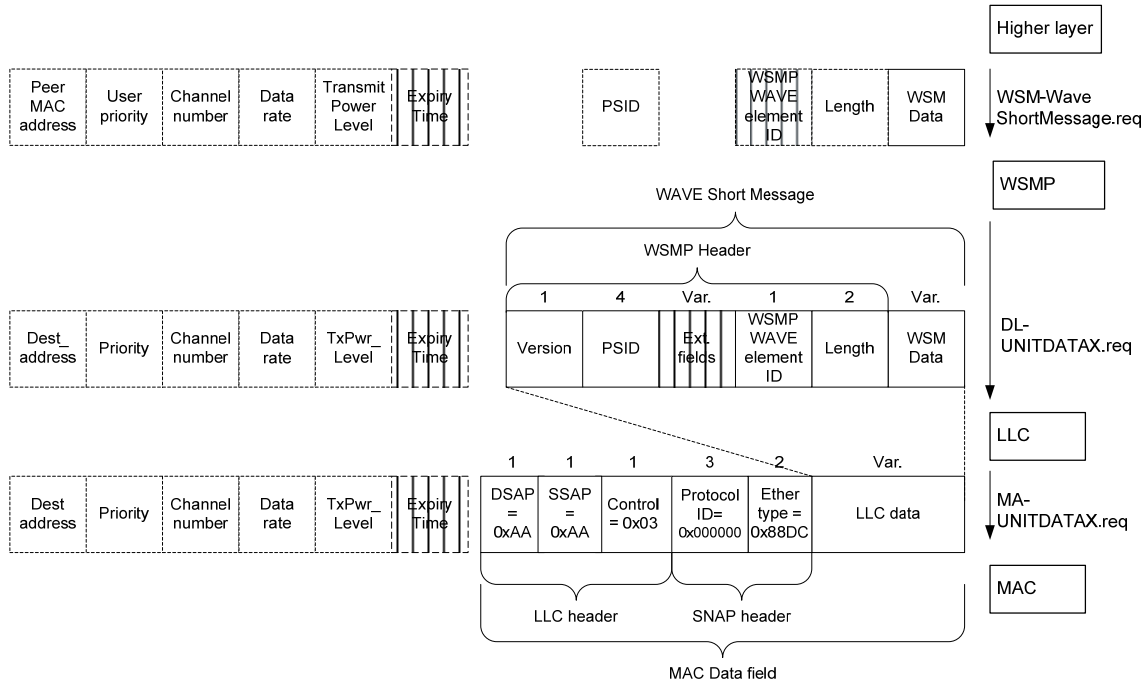 Higher layer
Peer
MAC
address
User
priority
Channel
number
Data
rate
Transmit
Power
Level
Expiry
Time
PSID
WSMP
WAVE
element
ID
Length
WSM
Data
WSM-Wave
ShortMessage.req
WSMP
WAVE Short Message
WSMP Header
1
4
Var.
1
2
Var.
Dest_
address
Priority
Channel
number
Data
rate
TxPwr_
Level
Expiry
Time
Version
PSID
Ext.
fields
WSMP
WAVE
element
ID
Length
WSM
Data
DL-
UNITDATAX.req
LLC
1
1
1
3
2
Var.
Dest
address
Priority
Channel
number
Data
rate
TxPwr_
Level
Expiry
Time
DSAP
=
0xAA
SSAP
=
0xAA
Control
= 0x03
Protocol
ID=
0x000000
Ether
type =
0x88DC
LLC data
MA-
UNITDATAX.req
MAC
LLC header
SNAP header
MAC Data field